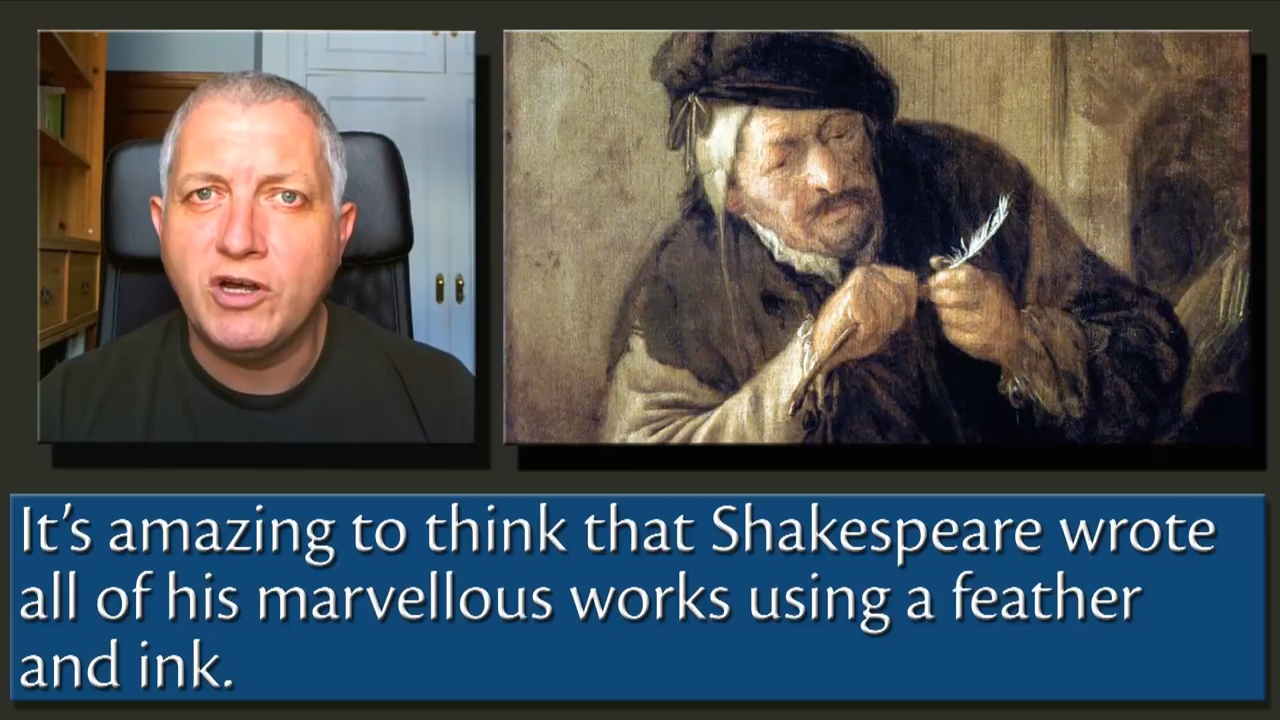 It’s amazing to think that Shakespeare wrote
all of his marvellous works using a feather
and ink.